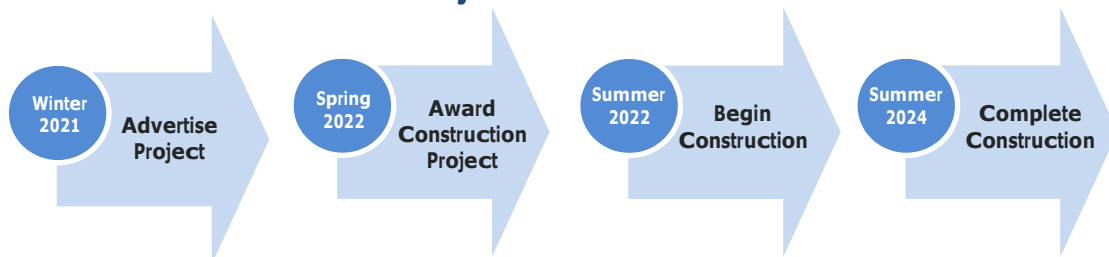 Winter
2021
Advertise
Project
Spring
2022
Award
Construction
Project
Summer
2022
Begin
Construction
Summer
2024
Complete
Construction